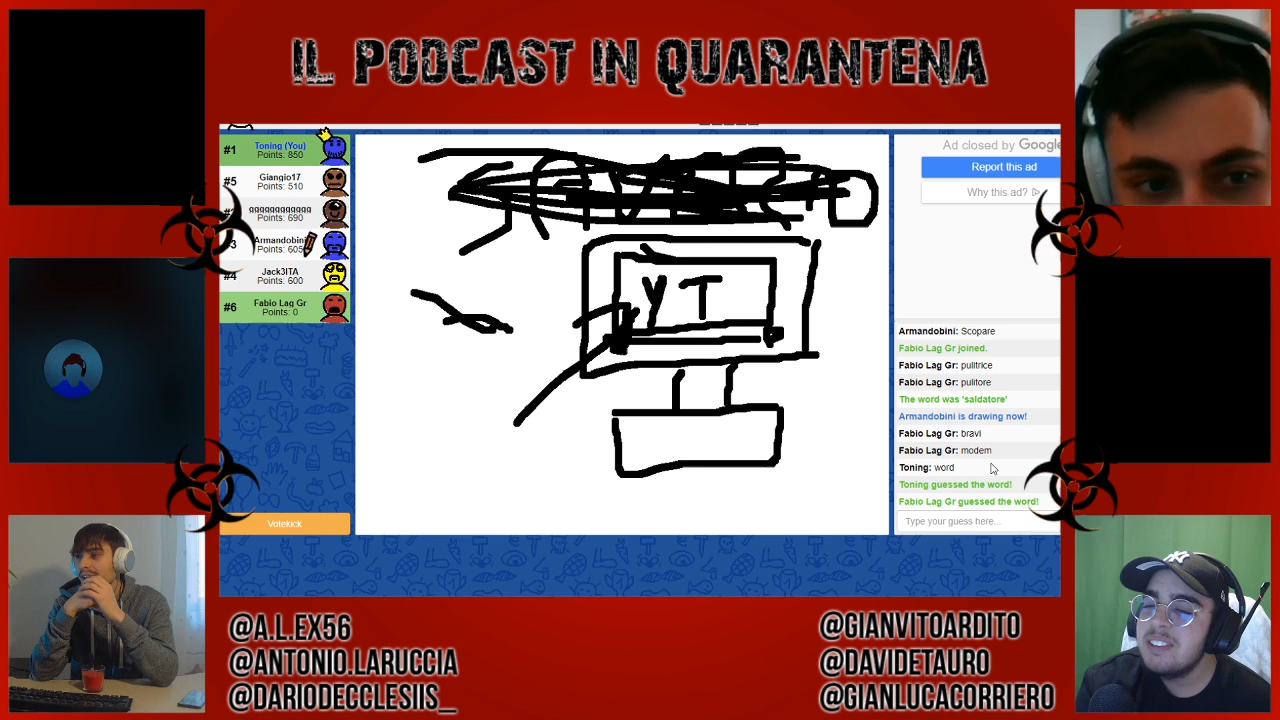 IL PODCAST IN QUARANTENA
#1
Toning (You)
Points: 850
#5
Giangio17
Points: 510
gggggggggggg
Points: 690
Armandobini
Points: 605
#4
Jack3ITA
Points: 600
#6
Fabio Lag Gr
Points: 0
Votekick
YT
Ad closed by Google
Report this ad
Why this ad?
Armandobini: Scopare
Fabio Lag Gr joined.
Fabio Lag Gr: pulitrice
Fabio Lag Gr: pulitore
The word was 'saldatore'
Armandobini is drawing now!
Fabio Lag Gr: bravi
Fabio Lag Gr: modem
Toning: word
Toning guessed the word!
Fabio Lag Gr guessed the word!
Type your guess here...
@A.L.EX56
@ANTONIO.LARUCCIA
@DARIODECCLESIIS_
@GIANVITOARDITO
@DAVIDETAURO
@GIANLUCACORRIERO